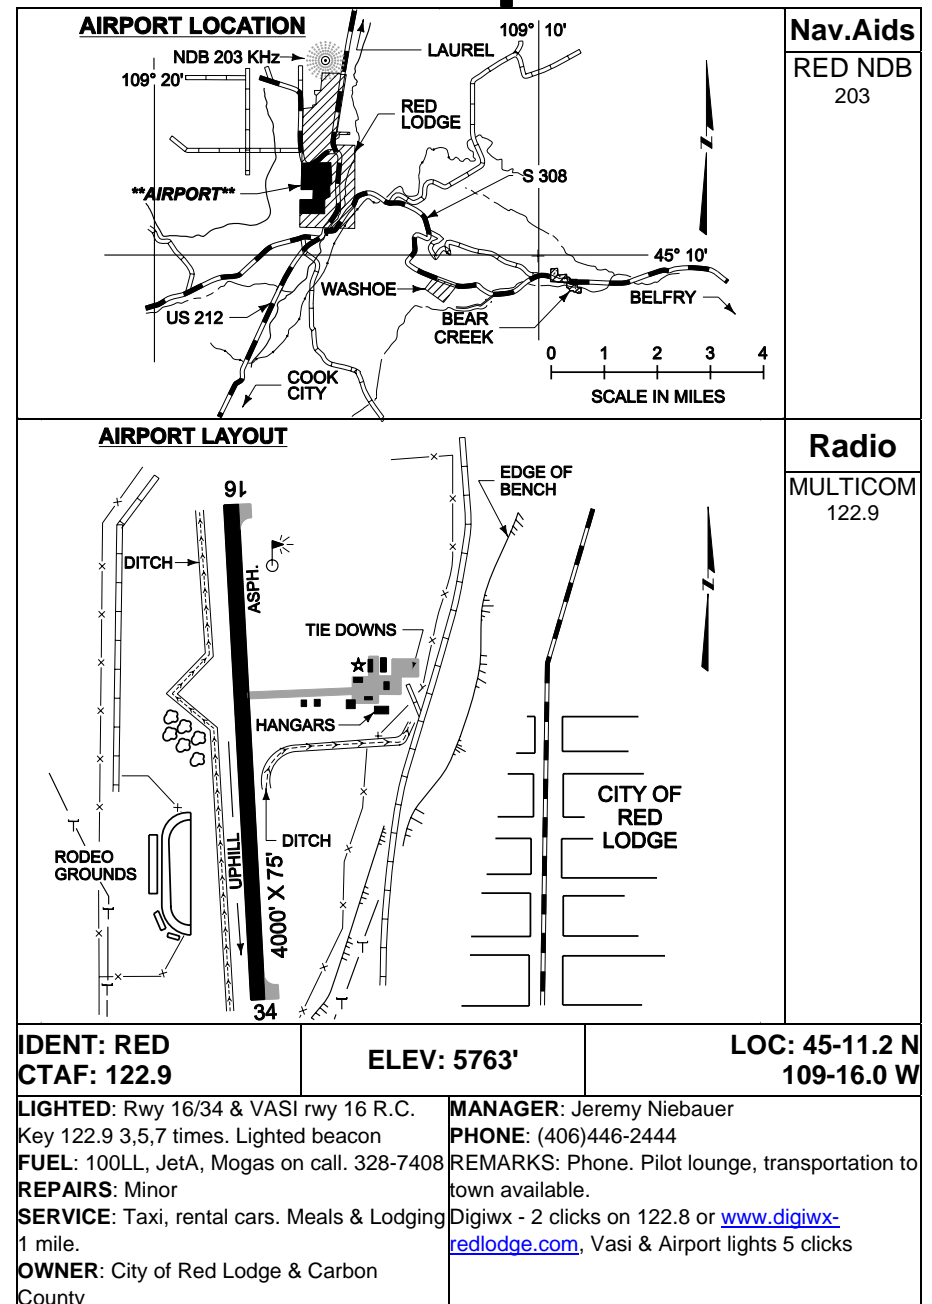 AIRPORT LOCATION
NDB 203 KHz
109° 20'
LAUREL
109° 10'
RED
LODGE
**AIRPORT**
S 308
45° 10'
WASHOE
US 212
BEAR
CREEK
BELFRY
COOK
CITY
0 1 2 3 4
SCALE IN MILES
N
Nav.Aids
RED NDB
203
AIRPORT LAYOUT
16
EDGE OF
BENCH
DITCH
ASPH.
TIE DOWNS
HANGARS
N
CITY OF
RED
LODGE
RODEO
GROUNDS
UPHILL
DITCH
4000' X 75'
34
Radio
MULTICOM
122.9
IDENT: RED
CTAF: 122.9
ELEV: 5763'
LOC: 45-11.2 N
109-16.0 W
LIGHTED: Rwy 16/34 & VASI rwy 16 R.C.
Key 122.9 3,5,7 times. Lighted beacon
FUEL: 100LL, JetA, Mogas on call. 328-7408
REPAIRS: Minor
SERVICE: Taxi, rental cars. Meals & Lodging
1 mile.
OWNER: City of Red Lodge & Carbon
County
MANAGER: Jeremy Niebauer
PHONE: (406)446-2444
REMARKS: Phone. Pilot lounge, transportation to
town available.
Digiwx - 2 clicks on 122.8 or www.digiwx-
redlodge.com, Vasi & Airport lights 5 clicks